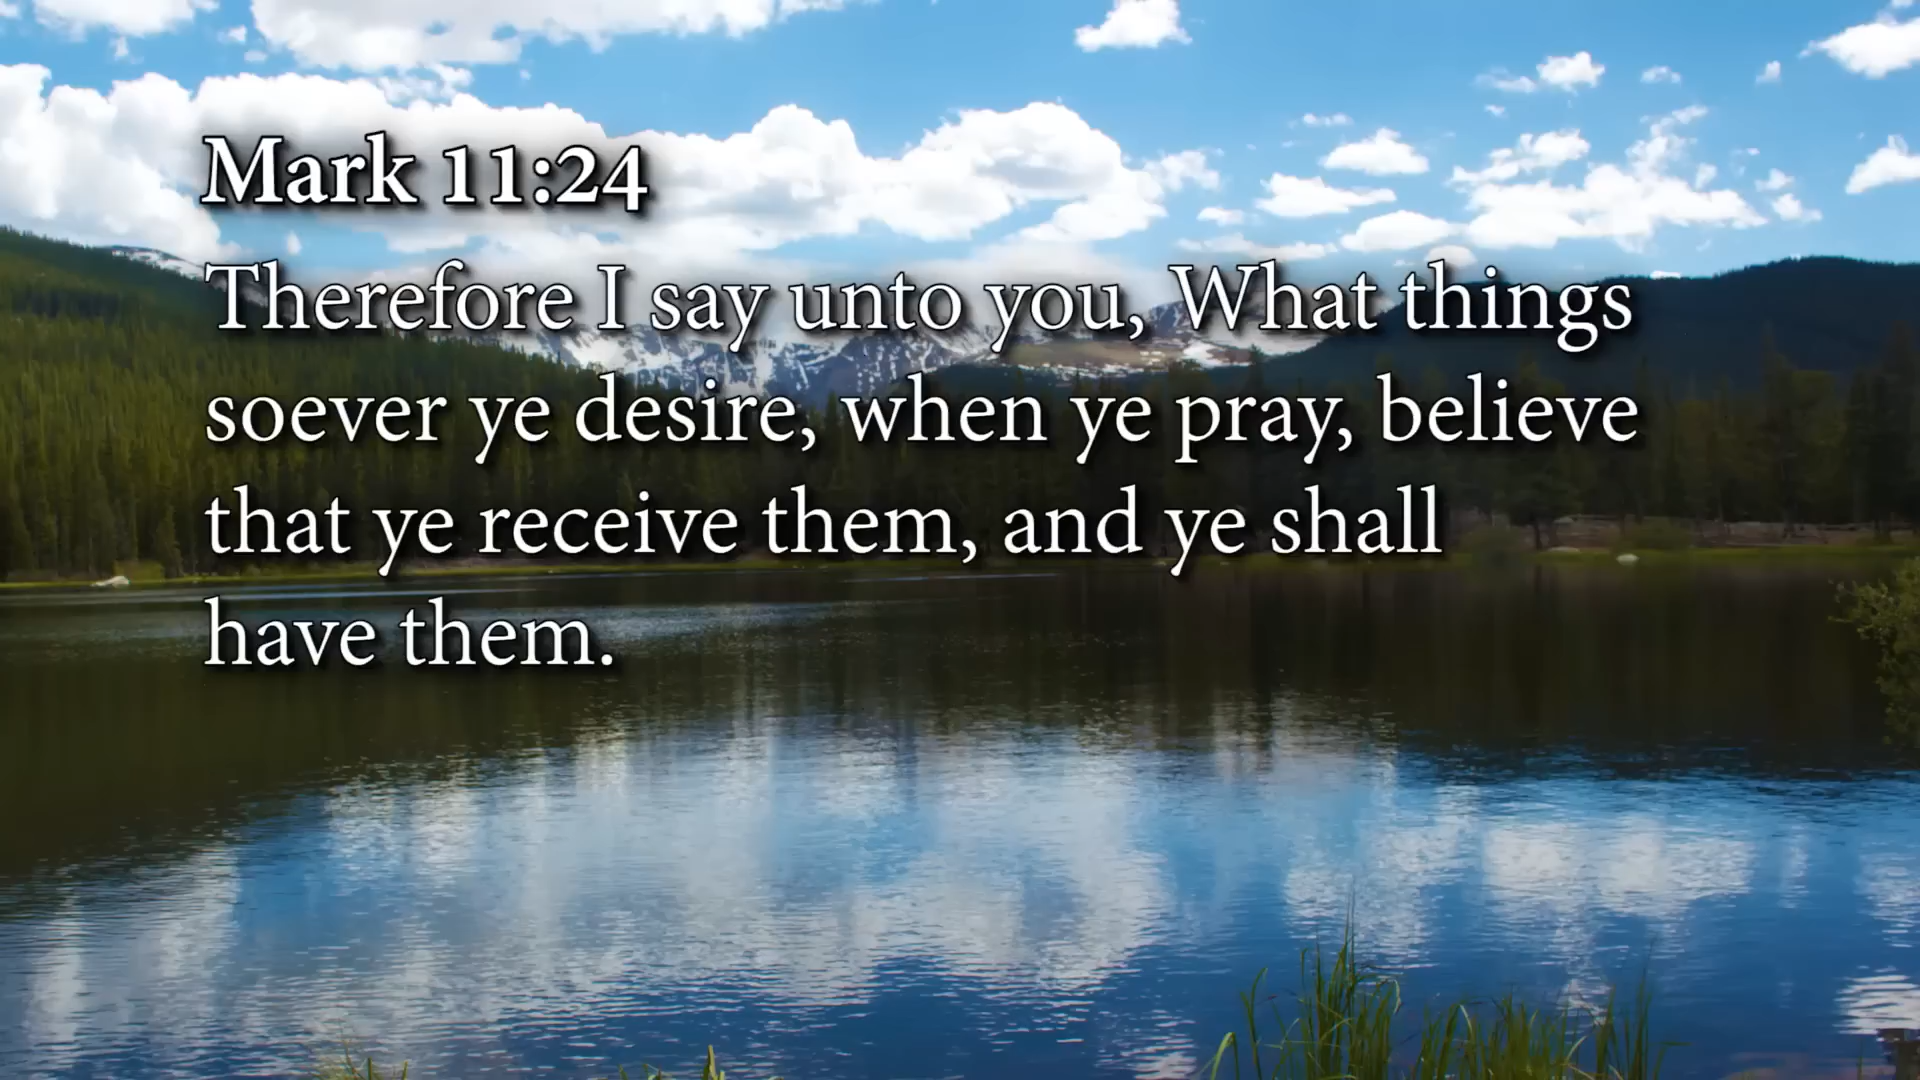 Mark 11:24
Therefore I say unto you, What things
soever ye desire, when ye pray, believe
that ye receive them, and ye shall
have them.